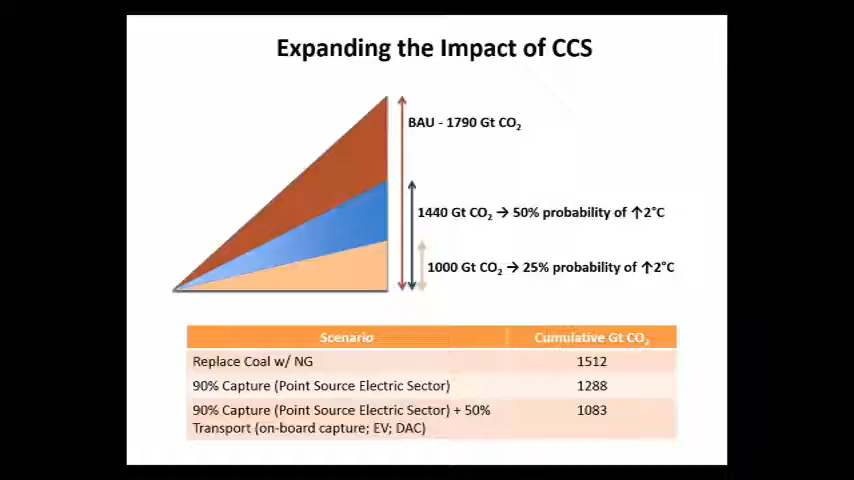 Expanding the Impact of CCS
BAU - 1790 Gt CO₂
1440 Gt CO₂ → 50% probability of ↑2°C
1000 Gt CO₂ → 25% probability of ↑2°C
Scenario Cumulative Gt CO₂
Replace Coal w/ NG 1512
90% Capture (Point Source Electric Sector) 1288
90% Capture (Point Source Electric Sector) + 50% 1083
Transport (on-board capture; EV; DAC)